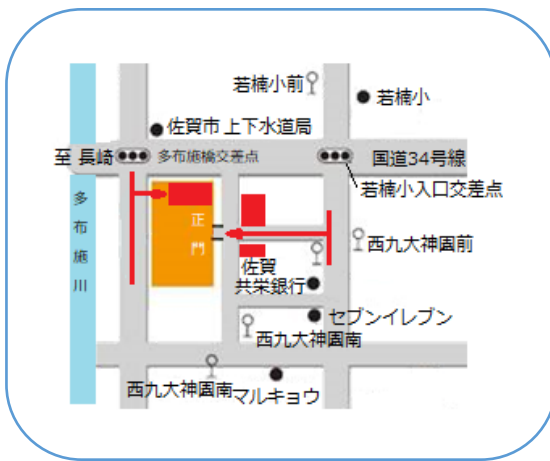 若楠小前
若楠小
佐賀市 上下水道局
至 長崎
多布施橋交差点
国道34号線
若楠小入口交差点
多布施川
正門
西九大神園前
佐賀
共栄銀行
セブンイレブン
西九大神園南
西九大神園南
マルキョウ